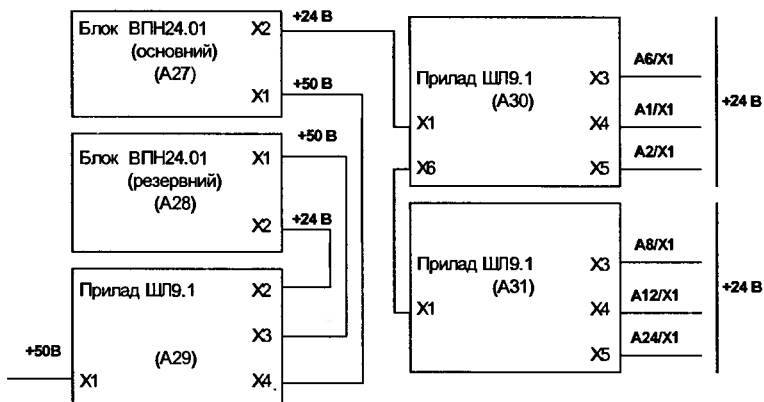 Блок ВПН24.01
(основний)
(А27)
Х2
Х1
+24 В
+50 В
Блок ВПН24.01
(резервний)
(А28)
Х1
Х2
+50 В
+24 В
Прилад ШЛ9.1
(А29)
Х2
Х3
Х4
Х1
+50В
Прилад ШЛ9.1
(А30)
Х1
Х6
Х3
Х4
Х5
А6/Х1
А1/Х1
А2/Х1
+24 В
Прилад ШЛ9.1
(А31)
Х1
Х3
Х4
Х5
А8/Х1
А12/Х1
А24/Х1
+24 В